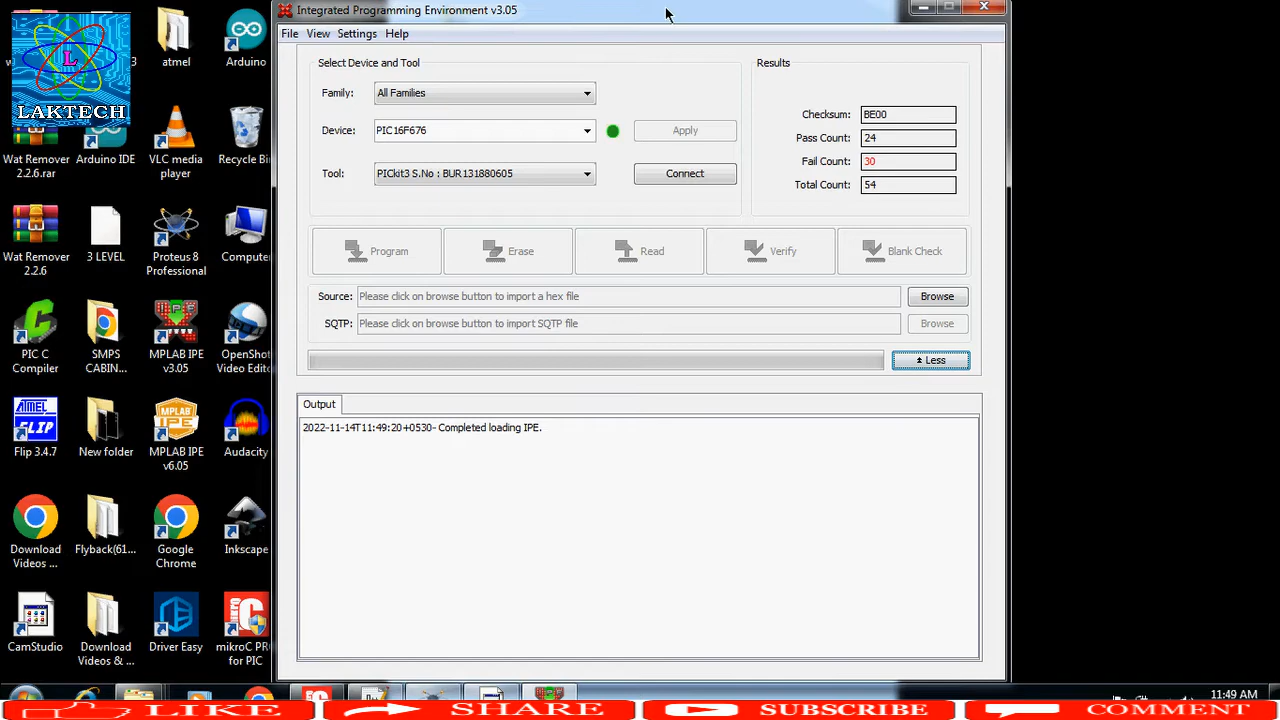 Integrated Programming Environment v3.05
File View Settings Help
L
LAKTECH
atmel
Arduino
Wat Remover 2.2.6.rar
Arduino IDE
VLC media player
Recycle Bin
Wat Remover 2.2.6
3 LEVEL
Proteus 8 Professional
Computer
PIC C Compiler
SMPS CABIN...
MPLAB IPE v3.05
OpenShot Video Editor
Flip 3.4.7
New folder
MPLAB IPE v6.05
Audacity
Download Videos ...
Flyback(61...
Google Chrome
Inkscape
CamStudio
Download Videos & ...
Driver Easy
mikroC PRO for PIC
Select Device and Tool
Family: All Families
Device: PIC16F676 Apply
Tool: PICkit3 S.No : BUR131880605 Connect
Results
Checksum: BE00
Pass Count: 24
Fail Count: 30
Total Count: 54
Program Erase Read Verify Blank Check
Source: Please click on browse button to import a hex file Browse
SQTP: Please click on browse button to import SQTP file Browse
Less
Output
2022-11-14T11:49:20+0530- Completed loading IPE.
11:49 AM
LIKE SHARE SUBSCRIBE COMMENT